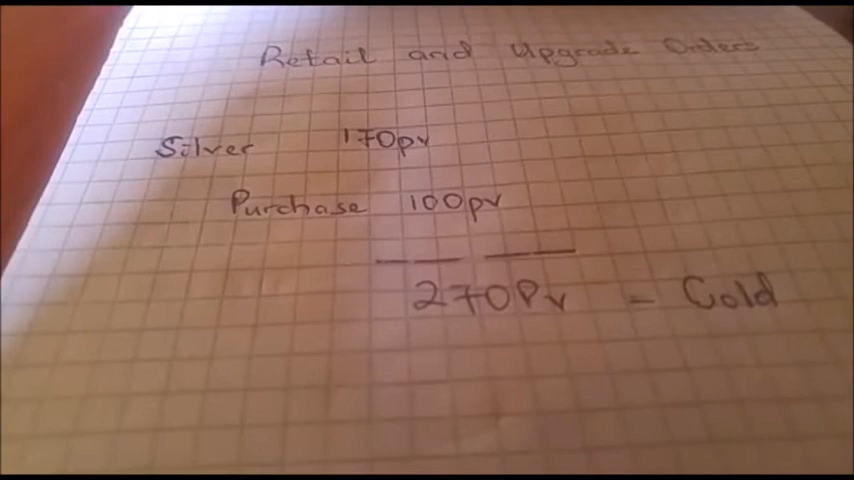 Retail and Upgrade Orders
Silver 170pv
Purchase 100pv
270Pv - Gold